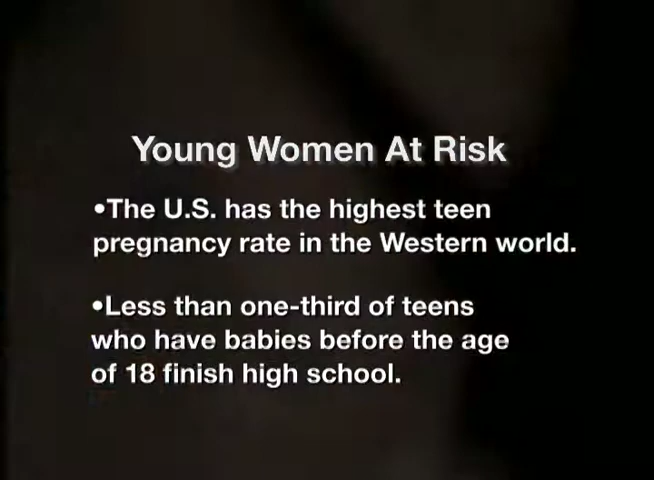 Young Women At Risk
•The U.S. has the highest teen
pregnancy rate in the Western world.
•Less than one-third of teens
who have babies before the age
of 18 finish high school.